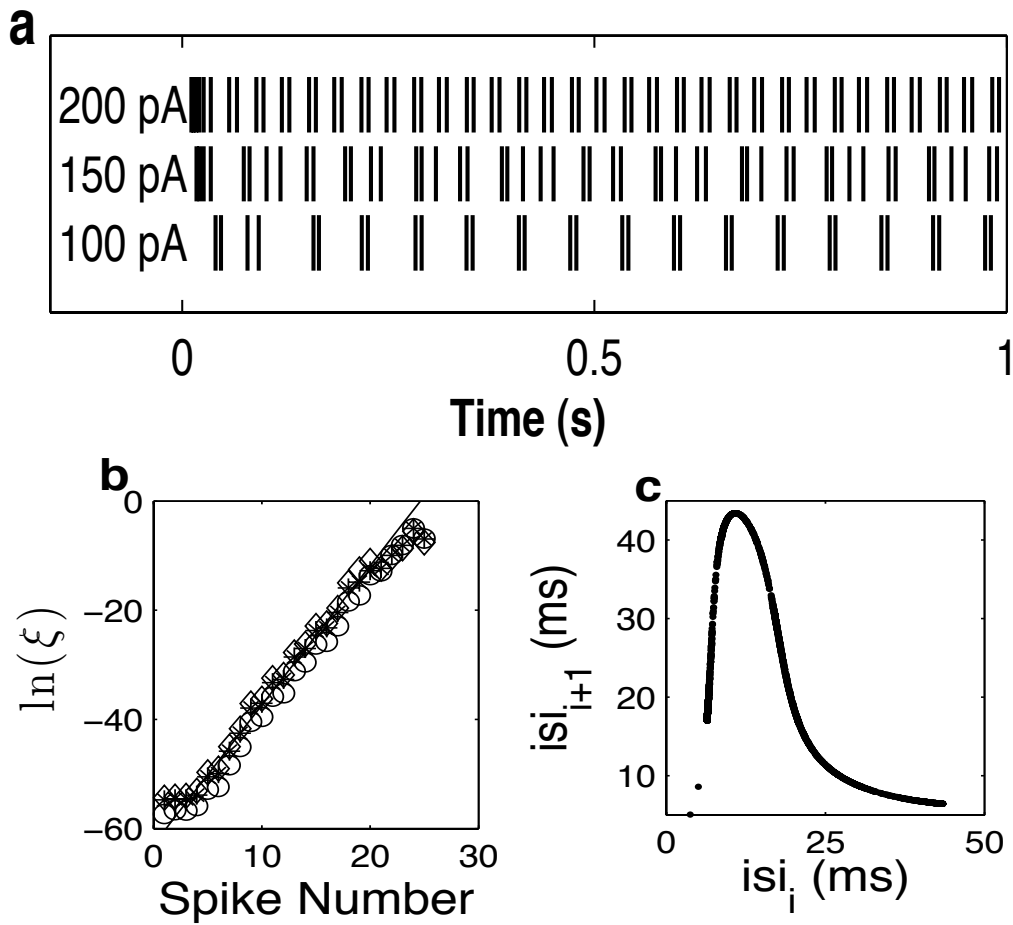 a
200 pA
150 pA
100 pA
0 0.5 1
Time (s)
b
0
−20
−40
−60
ln(ξ)
0 10 20 30
Spike Number
c
40
30
20
10
isi_{i+1} (ms)
0 25 50
isi_i (ms)